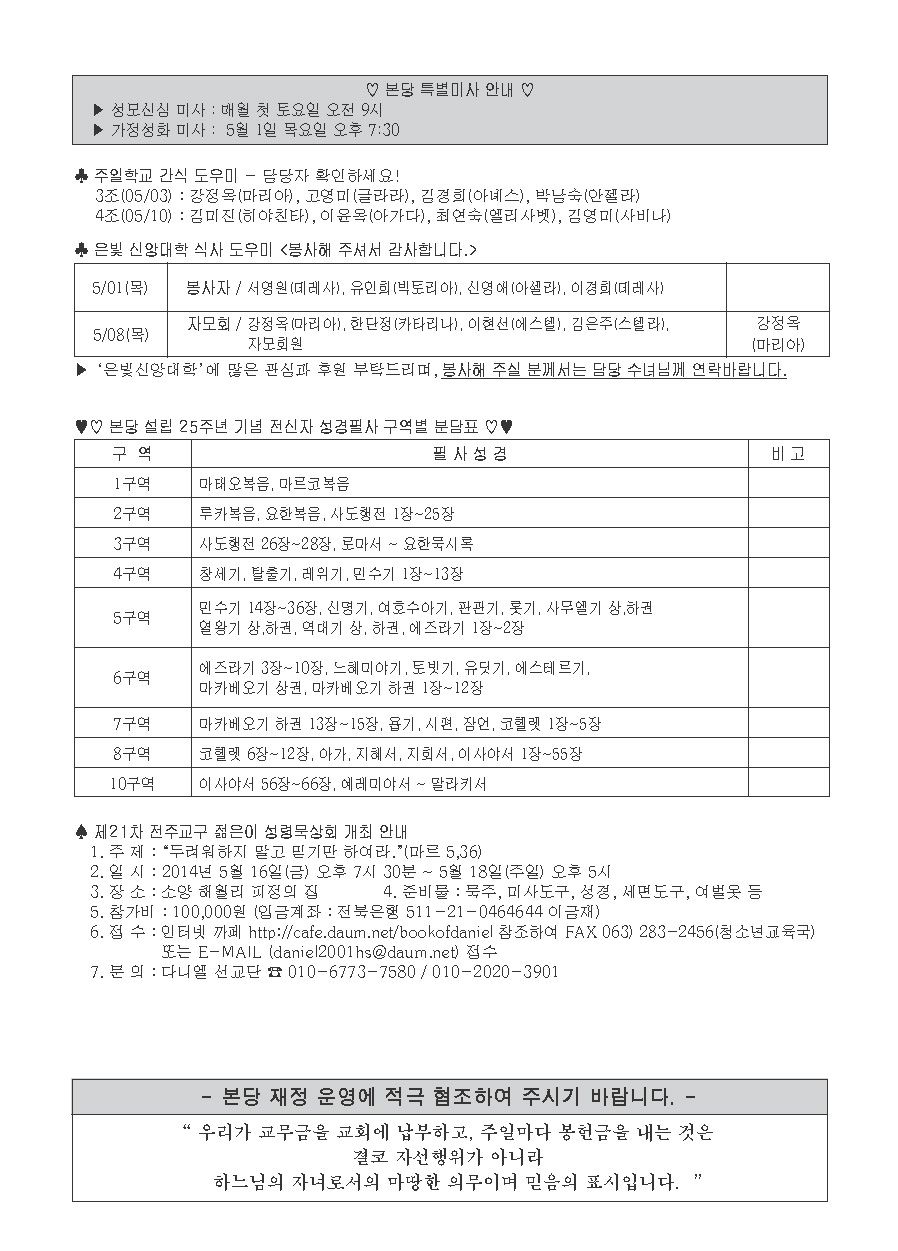 ♡ 본당 특별미사 안내 ♡
▶ 성모신심 미사 : 매월 첫 토요일 오전 9시
▶ 가정성화 미사 : 5월 1일 목요일 오후 7:30
♣ 주일학교 간식 도우미 - 담당자 확인하세요!
3조(05/03) : 강정옥(마리아), 고영미(글라라), 김경희(아녜스), 박남숙(안젤라)
4조(05/10) : 김미진(히야친타), 이윤옥(아가다), 최연숙(엘리사벳), 김영미(사비나)
♣ 은빛 신앙대학 식사 도우미 <봉사해 주셔서 감사합니다.>
5/01(목) 봉사자 / 서영원(데레사), 유인희(빅토리아), 신영애(아셀라), 이경희(데레사)
5/08(목) 자모회 / 강정옥(마리아), 한단정(카타리나), 이현선(에스텔), 김은주(스텔라), 강정옥
자모회원 (마리아)
▶ ‘은빛신앙대학’에 많은 관심과 후원 부탁드리며, 봉사해 주실 분께서는 담당 수녀님께 연락바랍니다.
♥♡ 본당 설립 25주년 기념 전신자 성경필사 구역별 분담표 ♡♥
구 역 필 사 성 경 비 고
1구역 마태오복음, 마르코복음
2구역 루카복음, 요한복음, 사도행전 1장~25장
3구역 사도행전 26장~28장, 로마서 ~ 요한묵시록
4구역 창세기, 탈출기, 레위기, 민수기 1장~13장
5구역 민수기 14장~36장, 신명기, 여호수아기, 판관기, 룻기, 사무엘기 상,하권
열왕기 상,하권, 역대기 상, 하권, 에즈라기 1장~2장
6구역 에즈라기 3장~10장, 느헤미야기, 토빗기, 유딧기, 에스테르기,
마카베오기 상권, 마카베오기 하권 1장~12장
7구역 마카베오기 하권 13장~15장, 욥기, 시편, 잠언, 코헬렛 1장~5장
8구역 코헬렛 6장~12장, 아가, 지혜서, 지회서, 이사야서 1장~55장
10구역 이사야서 56장~66장, 예레미야서 ~ 말라키서
♠ 제21차 전주교구 젊은이 성령묵상회 개최 안내
1. 주 제 : “두려워하지 말고 믿기만 하여라.”(마르 5,36)
2. 일 시 : 2014년 5월 16일(금) 오후 7시 30분 ~ 5월 18일(주일) 오후 5시
3. 장 소 : 소양 해월리 피정의 집 4. 준비물 : 묵주, 미사도구, 성경, 세면도구, 여벌옷 등
5. 참가비 : 100,000원 (입금계좌 : 전북은행 511-21-0464644 이금재)
6. 접 수 : 인터넷 까페 http://cafe.daum.net/bookofdaniel 참조하여 FAX 063) 283-2456(청소년교육국)
또는 E-MAIL (daniel2001hs@daum.net) 접수
7. 문 의 : 다니엘 선교단 ☎ 010-6773-7580 / 010-2020-3901
- 본당 재정 운영에 적극 협조하여 주시기 바랍니다. -
“ 우리가 교무금을 교회에 납부하고, 주일마다 봉헌금을 내는 것은
결코 자선행위가 아니라
하느님의 자녀로서의 마땅한 의무이며 믿음의 표시입니다. ”